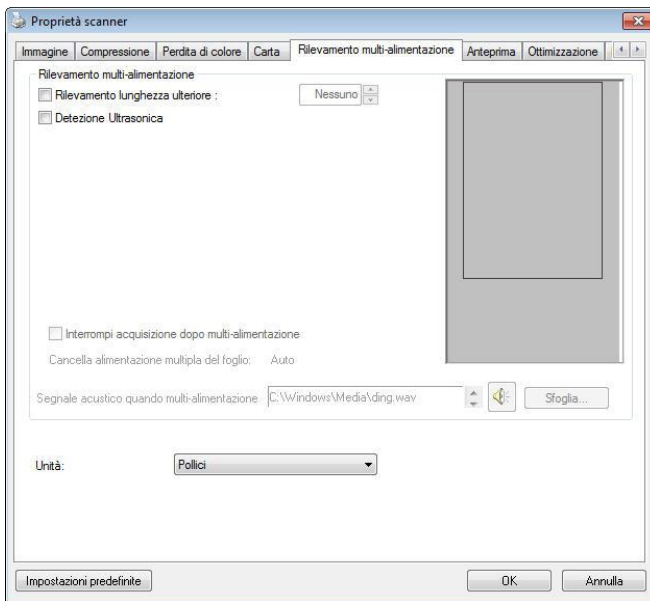 Proprietà scanner
Immagine Compressione Perdita di colore Carta Rilevamento multi-alimentazione Anteprima Ottimizzazione
Rilevamento multi-alimentazione
Rilevamento lunghezza ulteriore : Nessuno
Detezione Ultrasonica
Interrompi acquisizione dopo multi-alimentazione
Cancella alimentazione multipla del foglio: Auto
Segnale acustico quando multi-alimentazione C:\Windows\Media\ding.wav Sfoglia...
Unità: Pollici
Impostazioni predefinite OK Annulla